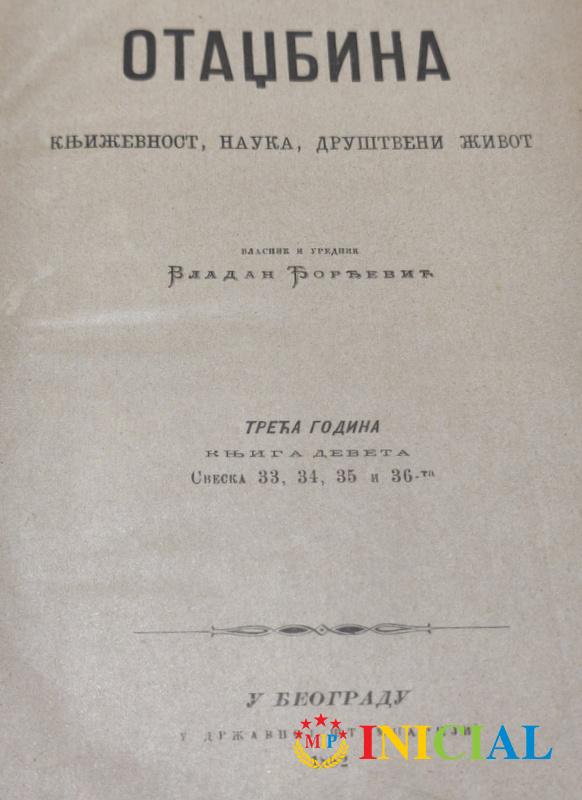 ОТАЏБИНА
КЊИЖЕВНОСТ, НАУКА, ДРУШТВЕНИ ЖИВОТ
ВЛАСНИК И УРЕДНИК
ВЛАДАН ЂОРЂЕВИЋ
ТРЕЋА ГОДИНА
КЊИГА ДЕВЕТА
СВЕСКА 33, 34, 35 и 36-та
У БЕОГРАДУ
У
MP INICIAL